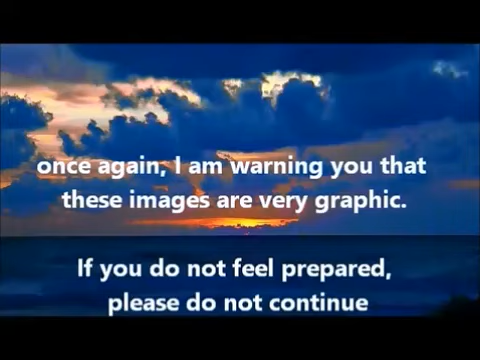 once again, I am warning you that
these images are very graphic.
If you do not feel prepared,
please do not continue